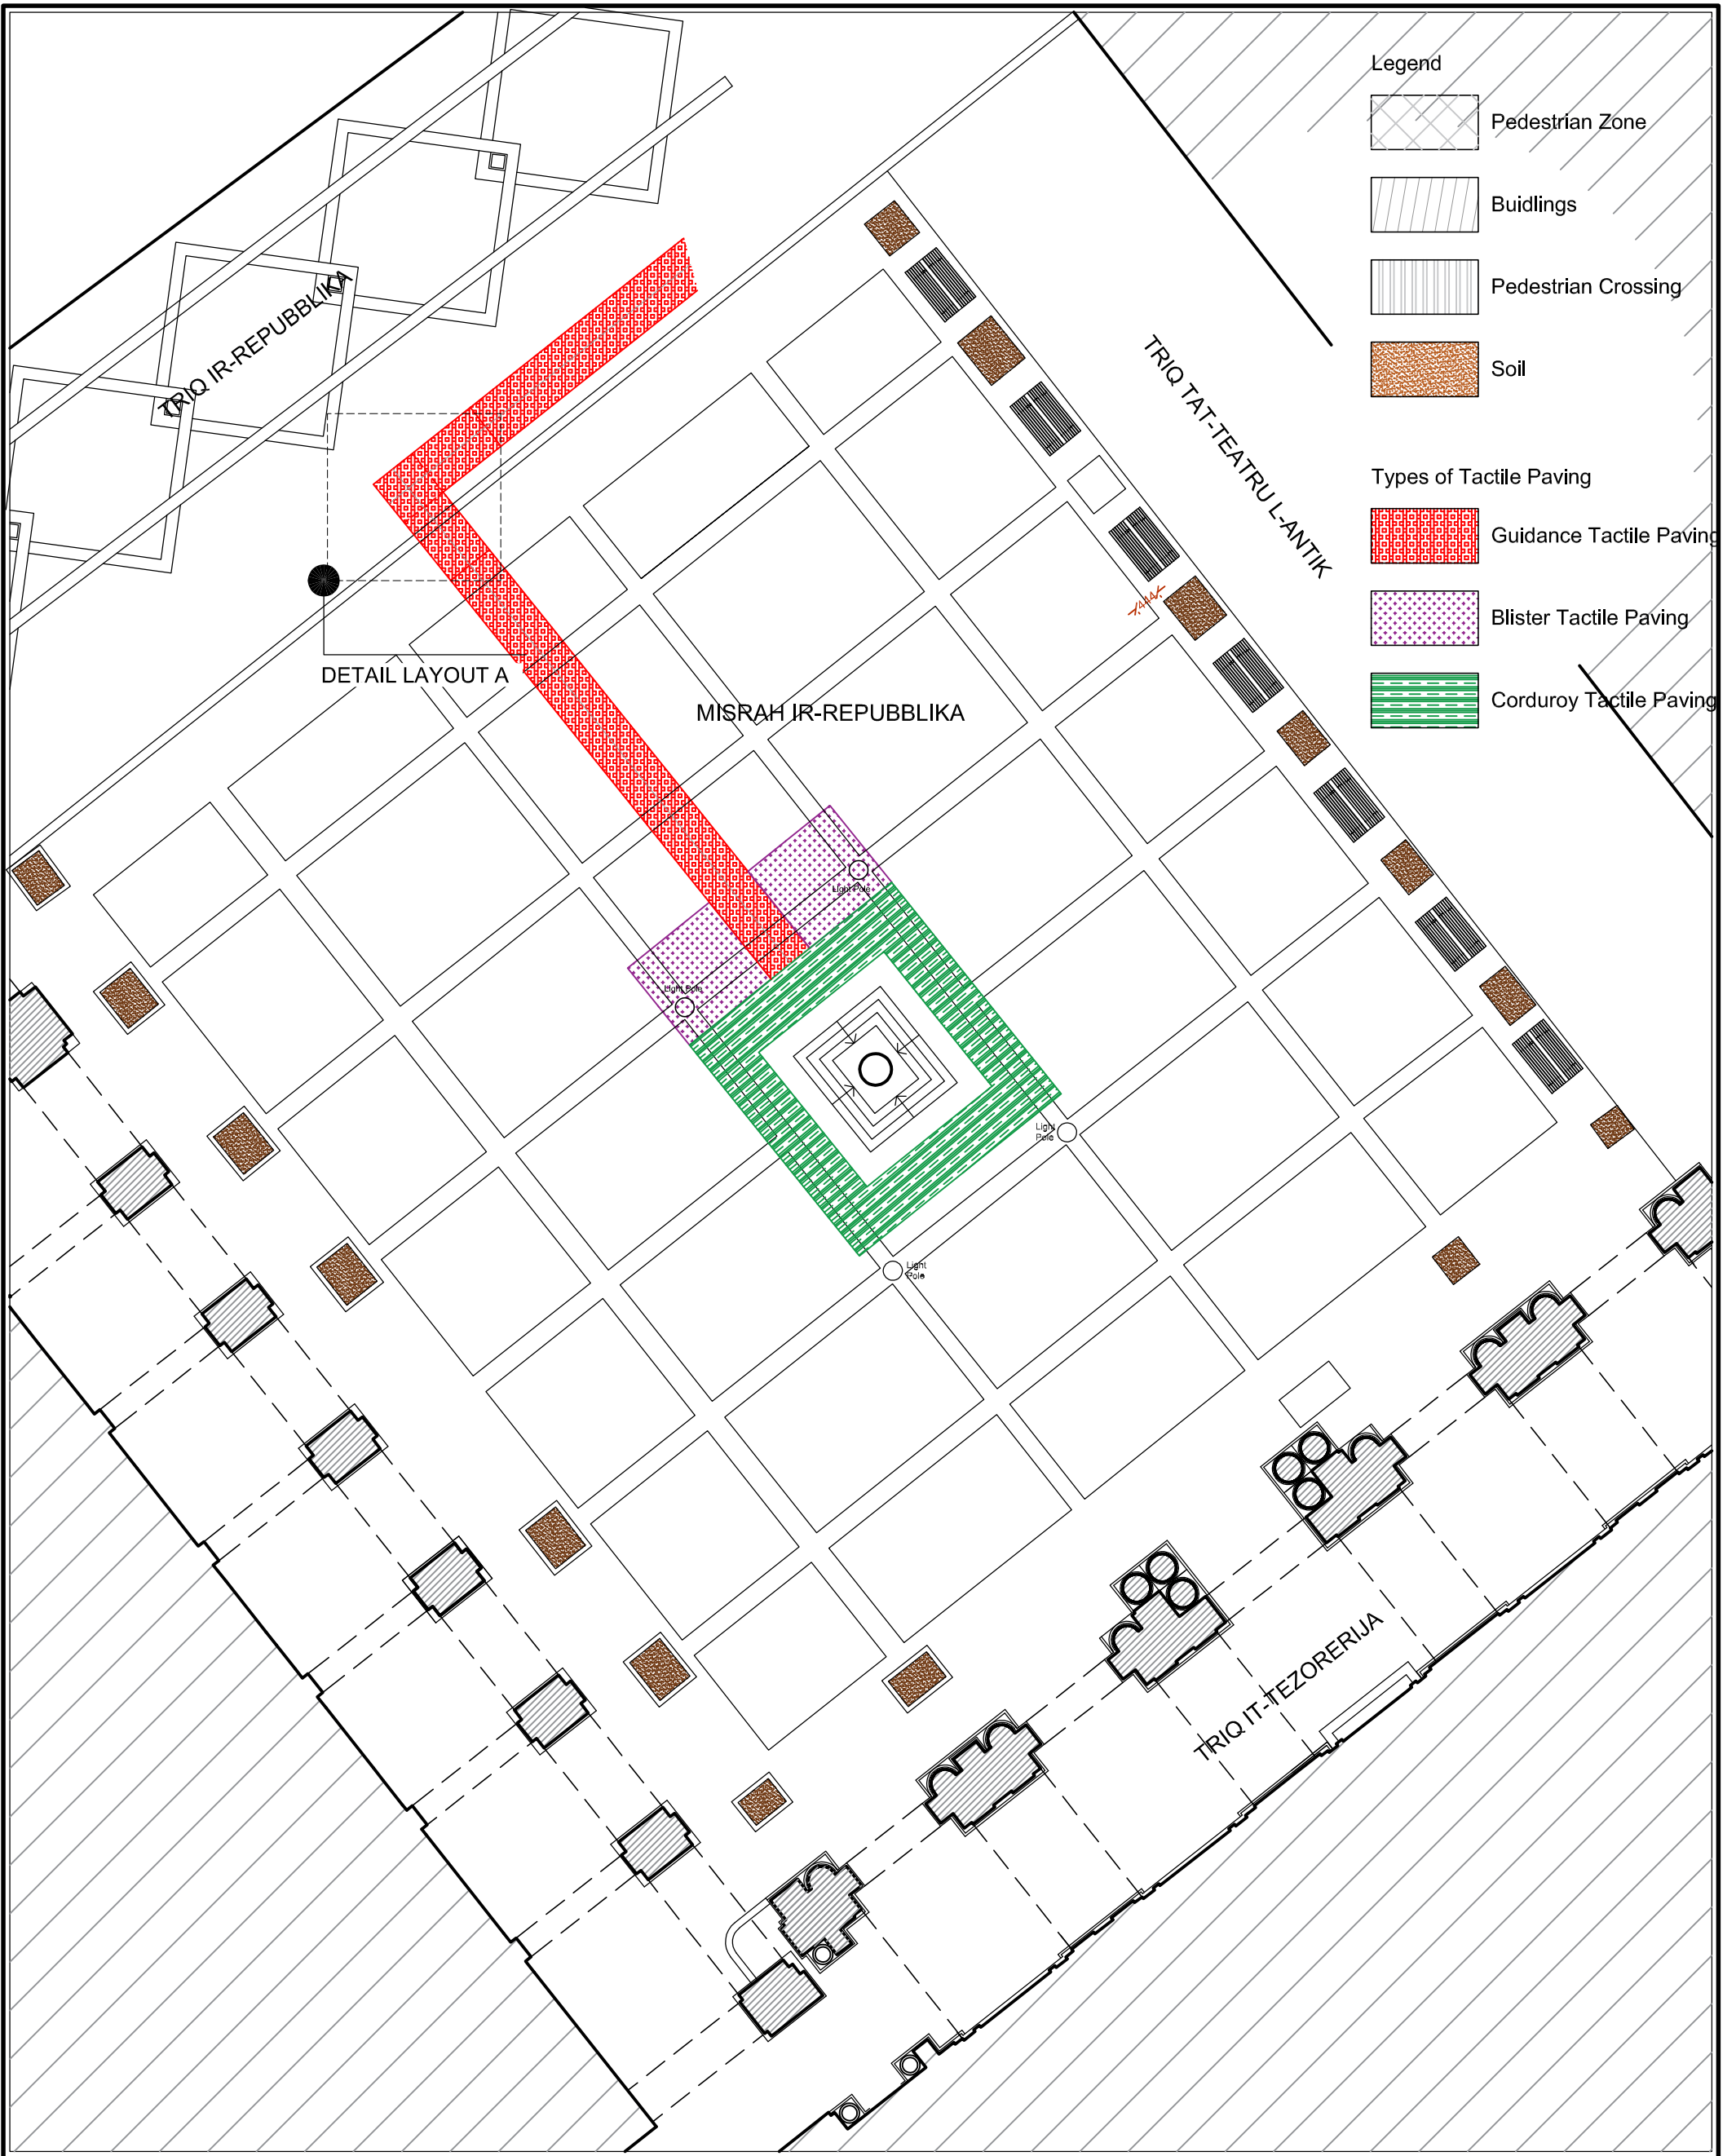 Legend
Pedestrian Zone
Buidlings
Pedestrian Crossing
Soil
Types of Tactile Paving
Guidance Tactile Paving
Blister Tactile Paving
Corduroy Tactile Paving
TRIQ IR-REPUBBLIKA
TRIQ TAT-TEATRU L-ANTIK
DETAIL LAYOUT A
MISRAH IR-REPUBBLIKA
Light Pole
Light Pole
Light
Pole
Light
Pole
TRIQ IT-TEZORERIJA